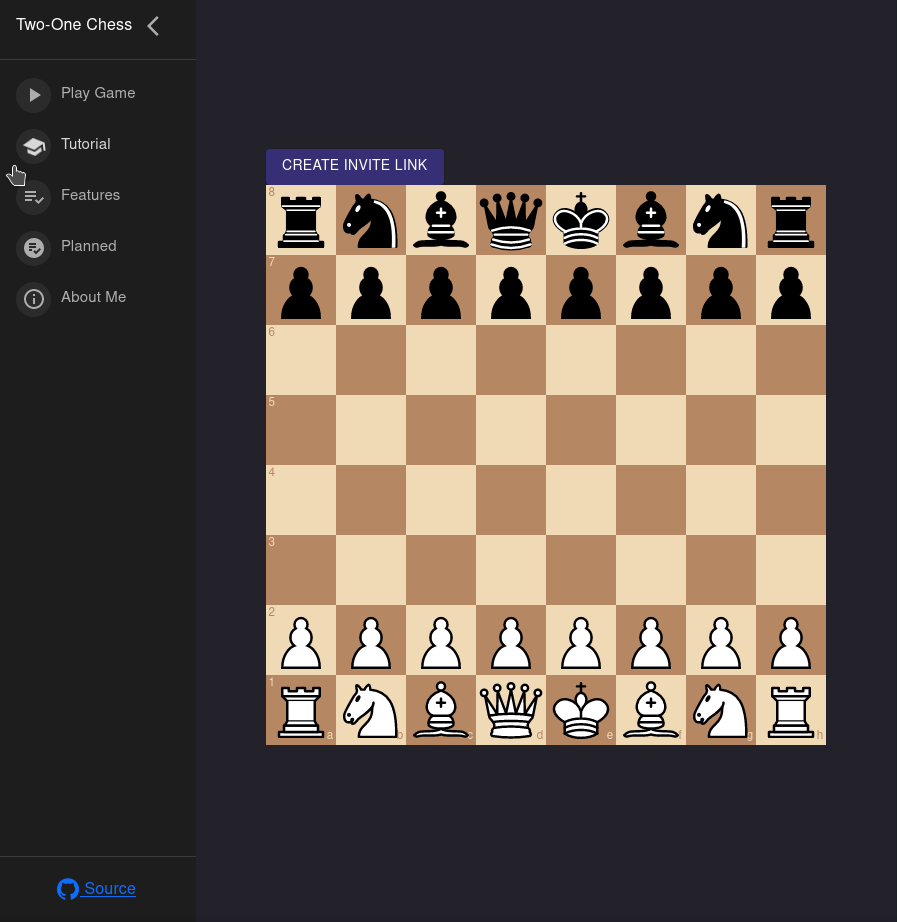 Two-One Chess
Play Game
Tutorial
Features
Planned
About Me
Source
CREATE INVITE LINK
8
7
6
5
4
3
2
1
a b c d e f g h